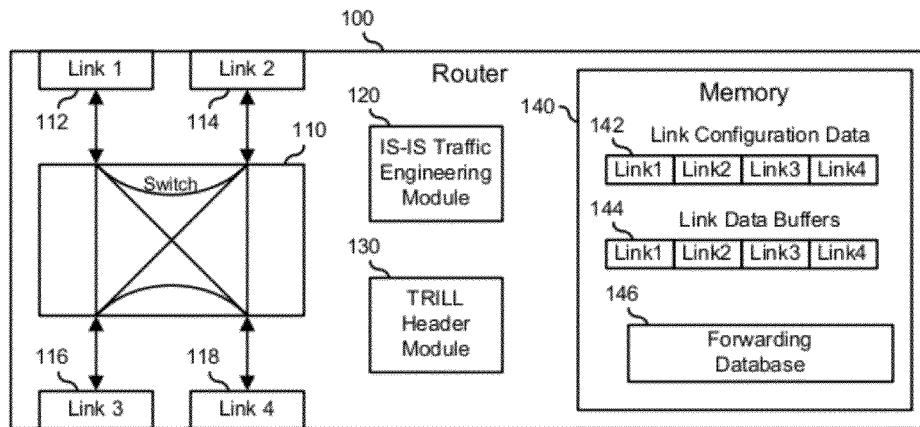 100
Link 1
Link 2
Router
112
114
110
Switch
120
IS-IS Traffic
Engineering
Module
130
TRILL
Header
Module
116
118
Link 3
Link 4
140
Memory
142
Link Configuration Data
Link1 Link2 Link3 Link4
144
Link Data Buffers
Link1 Link2 Link3 Link4
146
Forwarding
Database